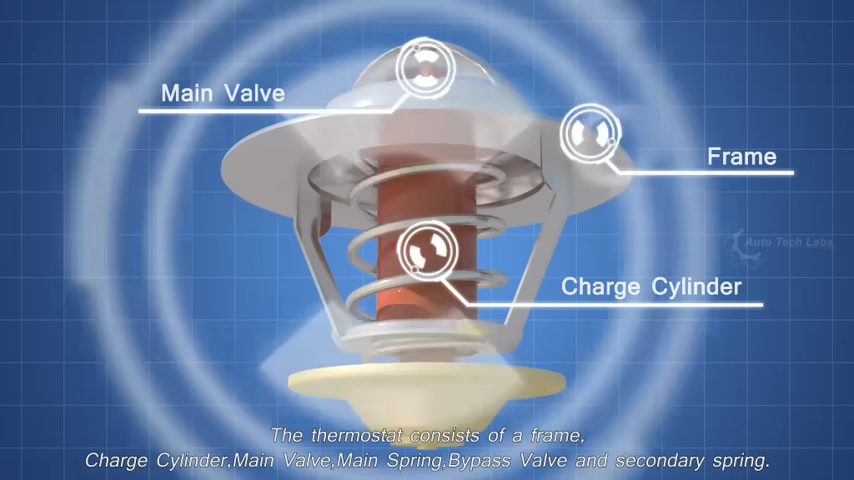 Main Valve
Frame
Auto Tech Labs
Charge Cylinder
The thermostat consists of a frame,
Charge Cylinder,Main Valve,Main Spring,Bypass Valve and secondary spring.